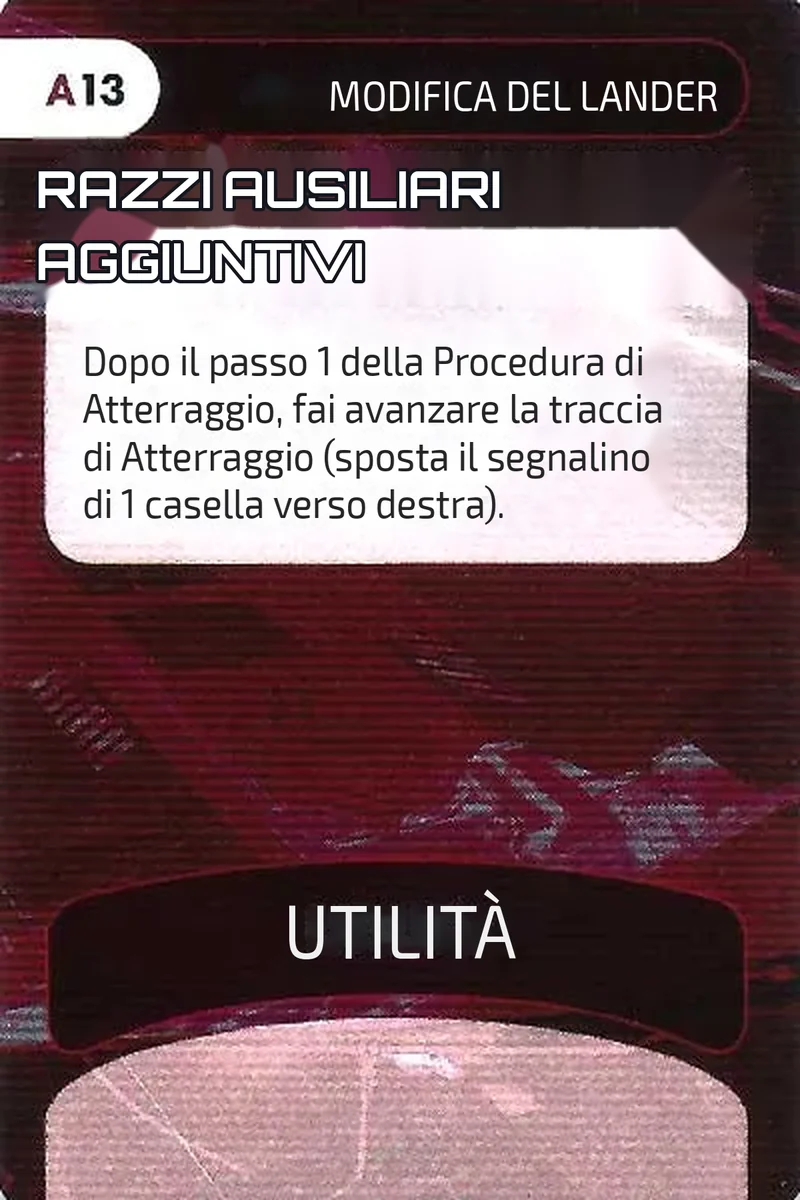 A13
MODIFICA DEL LANDER
RAZZI AUSILIARI
AGGIUNTIVI
Dopo il passo 1 della Procedura di
Atterraggio, fai avanzare la traccia
di Atterraggio (sposta il segnalino
di 1 casella verso destra).
UTILITÀ